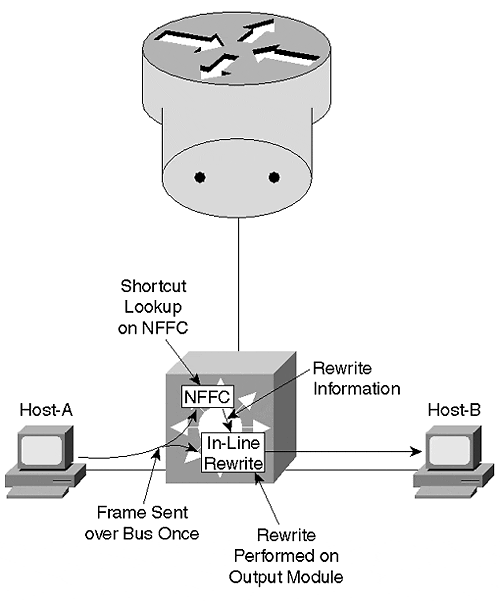 Shortcut
Lookup
on NFFC
Rewrite
Information
NFFC
Host-A
Host-B
In-Line
Rewrite
Frame Sent
over Bus Once
Rewrite
Performed on
Output Module